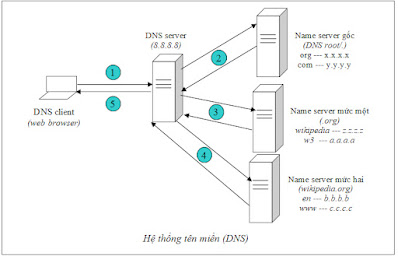 DNS server
(8.8.8.8)
Name server gốc
(DNS root/.)
org --- x.x.x.x
com --- y.y.y.y
1
2
5
DNS client
(web browser)
3
Name server mức một
(.org)
wikipedia --- z.z.z.z
w3 --- a.a.a.a
4
Name server mức hai
(wikipedia.org)
en --- b.b.b.b
www --- c.c.c.c
Hệ thống tên miền (DNS)